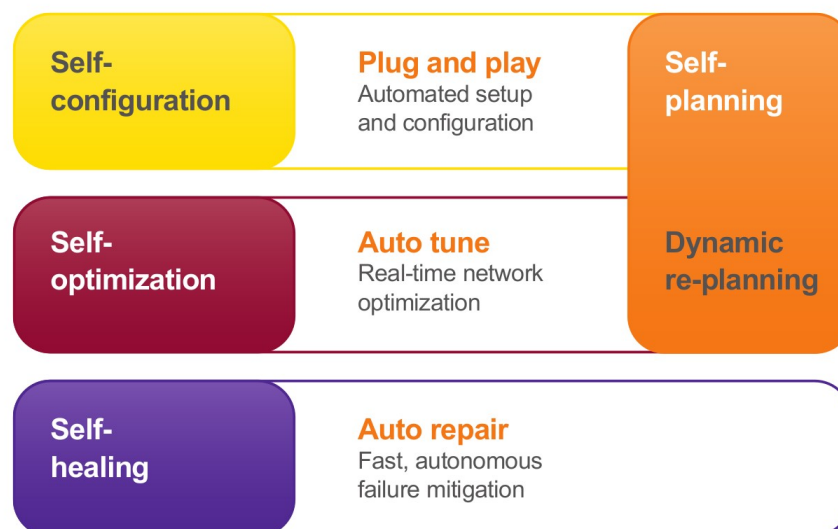 Self-
configuration
Plug and play
Automated setup
and configuration
Self-
planning
Self-
optimization
Auto tune
Real-time network
optimization
Dynamic
re-planning
Self-
healing
Auto repair
Fast, autonomous
failure mitigation